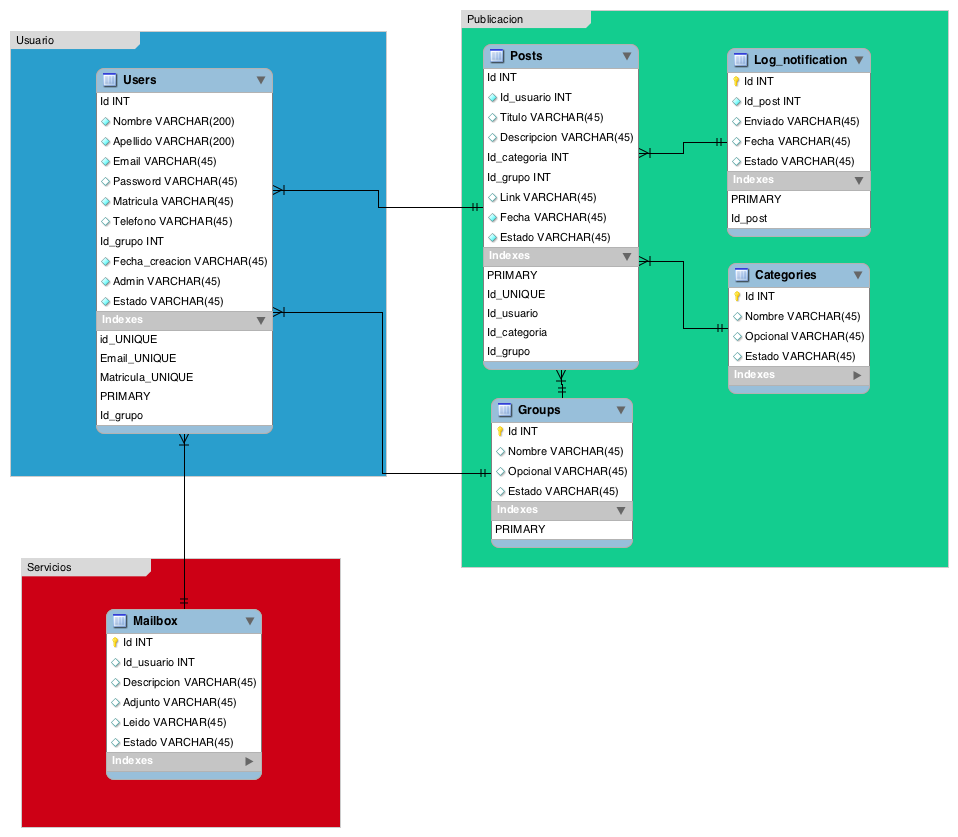 Usuario
Users
Id INT
Nombre VARCHAR(200)
Apellido VARCHAR(200)
Email VARCHAR(45)
Password VARCHAR(45)
Matricula VARCHAR(45)
Telefono VARCHAR(45)
Id_grupo INT
Fecha_creacion VARCHAR(45)
Admin VARCHAR(45)
Estado VARCHAR(45)
Indexes
id_UNIQUE
Email_UNIQUE
Matricula_UNIQUE
PRIMARY
Id_grupo
Publicacion
Posts
Id INT
Id_usuario INT
Titulo VARCHAR(45)
Descripcion VARCHAR(45)
Id_categoria INT
Id_grupo INT
Link VARCHAR(45)
Fecha VARCHAR(45)
Estado VARCHAR(45)
Indexes
PRIMARY
Id_UNIQUE
Id_usuario
Id_categoria
Id_grupo
Log_notification
Id INT
Id_post INT
Enviado VARCHAR(45)
Fecha VARCHAR(45)
Estado VARCHAR(45)
Indexes
PRIMARY
Id_post
Categories
Id INT
Nombre VARCHAR(45)
Opcional VARCHAR(45)
Estado VARCHAR(45)
Indexes
Groups
Id INT
Nombre VARCHAR(45)
Opcional VARCHAR(45)
Estado VARCHAR(45)
Indexes
PRIMARY
Servicios
Mailbox
Id INT
Id_usuario INT
Descripcion VARCHAR(45)
Adjunto VARCHAR(45)
Leido VARCHAR(45)
Estado VARCHAR(45)
Indexes